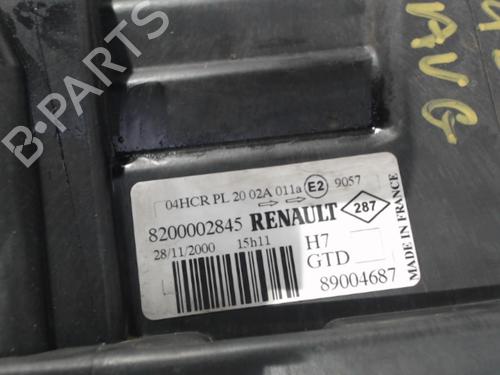 B-PARTS
AVG
04HCR PL 20 02A 011a E2 9057
8200002845 RENAULT 287
28/11/2000 15h11 H7
GTD
89004687
MADE IN FRANCE